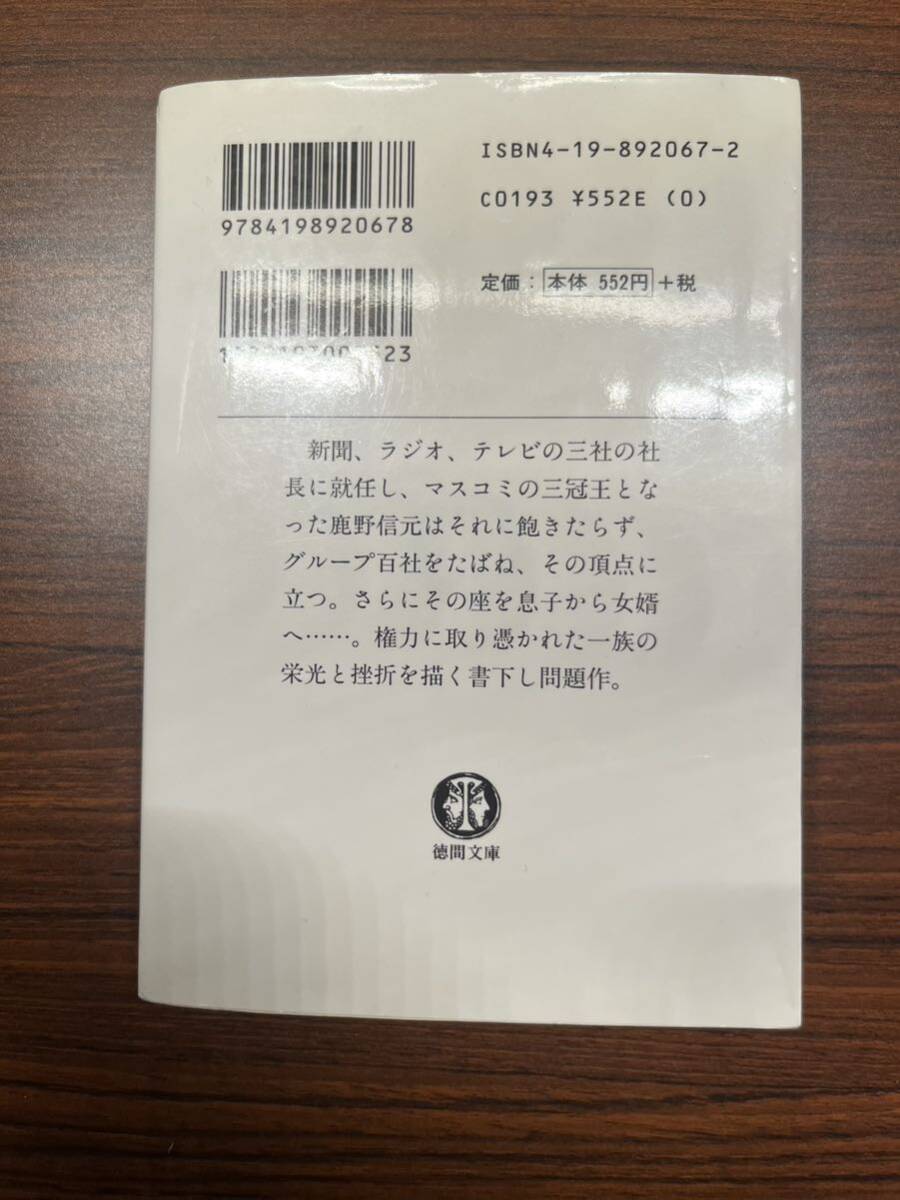 ISBN4-19-892067-2
C0193 ¥552E (0)
9784198920678
定価：本体 552円+税
新聞、ラジオ、テレビの三社の社
長に就任し、マスコミの三冠王とな
った鹿野信元はそれに飽きたらず、
グループ百社をたばね、その頂点に
立つ。さらにその座を息子から女婿
へ……。権力に取り憑かれた一族の
栄光と挫折を描く書下し問題作。
徳間文庫